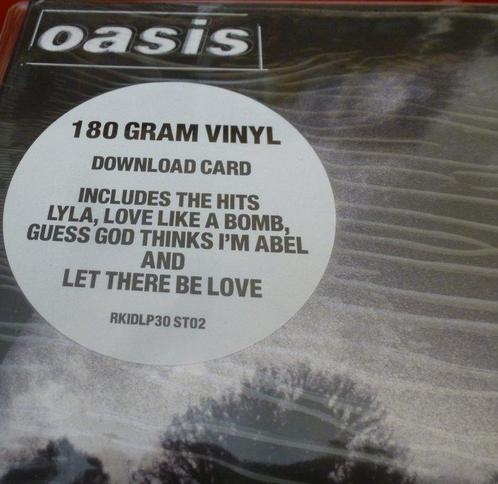 oasis
180 GRAM VINYL
DOWNLOAD CARD
INCLUDES THE HITS
LYLA, LOVE LIKE A BOMB,
GUESS GOD THINKS I'M ABEL
AND
LET THERE BE LOVE
RKIDLP30 ST02